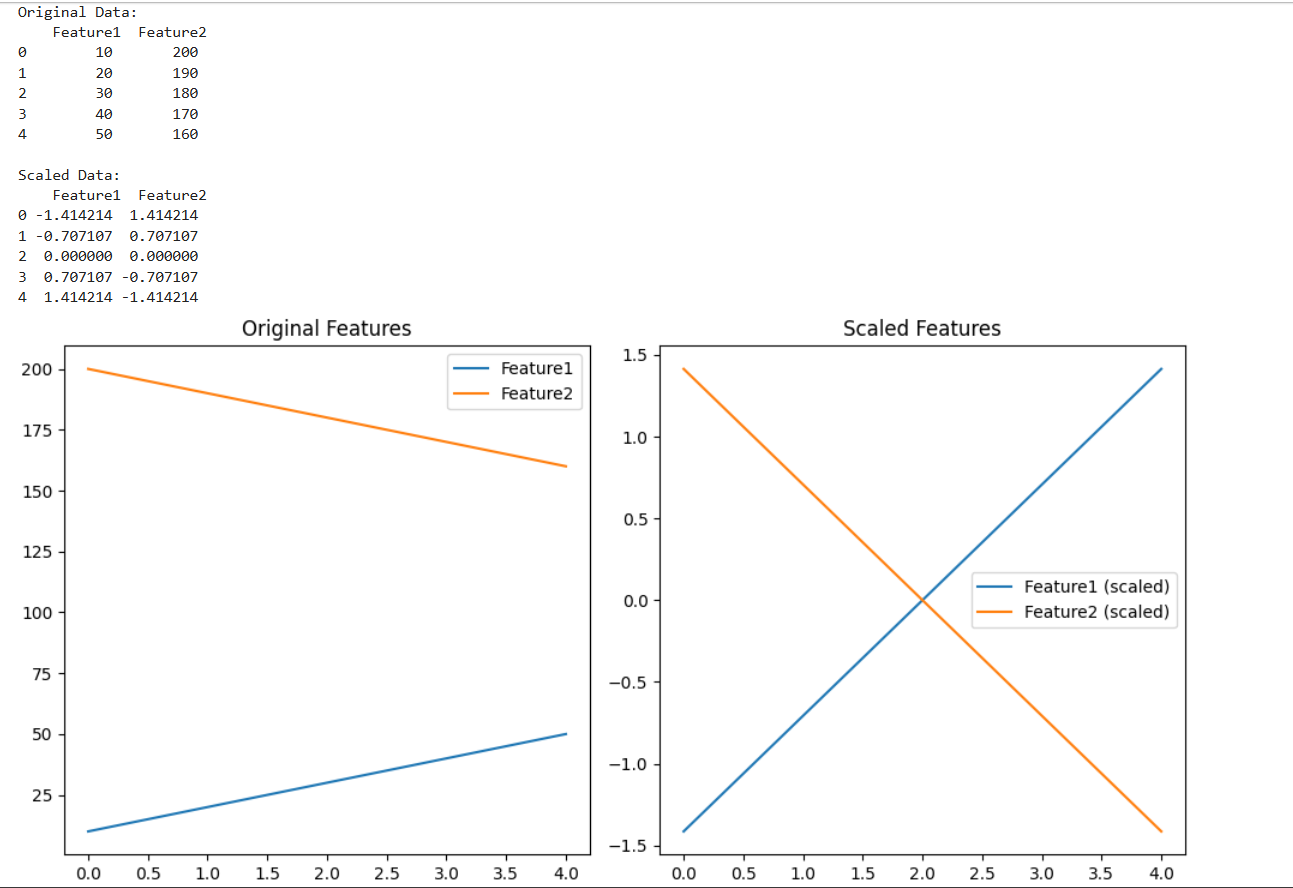 Original Data:
Feature1 Feature2
0 10 200
1 20 190
2 30 180
3 40 170
4 50 160
Scaled Data:
Feature1 Feature2
0 -1.414214 1.414214
1 -0.707107 0.707107
2 0.000000 0.000000
3 0.707107 -0.707107
4 1.414214 -1.414214
Original Features
Feature1
Feature2
200
175
150
125
100
75
50
25
0.0 0.5 1.0 1.5 2.0 2.5 3.0 3.5 4.0
Scaled Features
1.5
1.0
0.5
0.0
−0.5
−1.0
−1.5
Feature1 (scaled)
Feature2 (scaled)
0.0 0.5 1.0 1.5 2.0 2.5 3.0 3.5 4.0